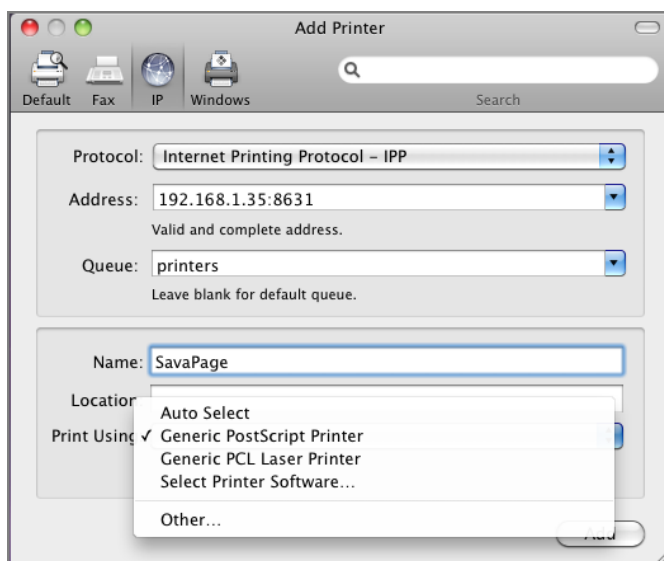 Add Printer
Default Fax IP Windows Search
Protocol: Internet Printing Protocol – IPP
Address: 192.168.1.35:8631
Valid and complete address.
Queue: printers
Leave blank for default queue.
Name: SavaPage
Location
Auto Select
Print Using ✓ Generic PostScript Printer
Generic PCL Laser Printer
Select Printer Software...
Other...
Add